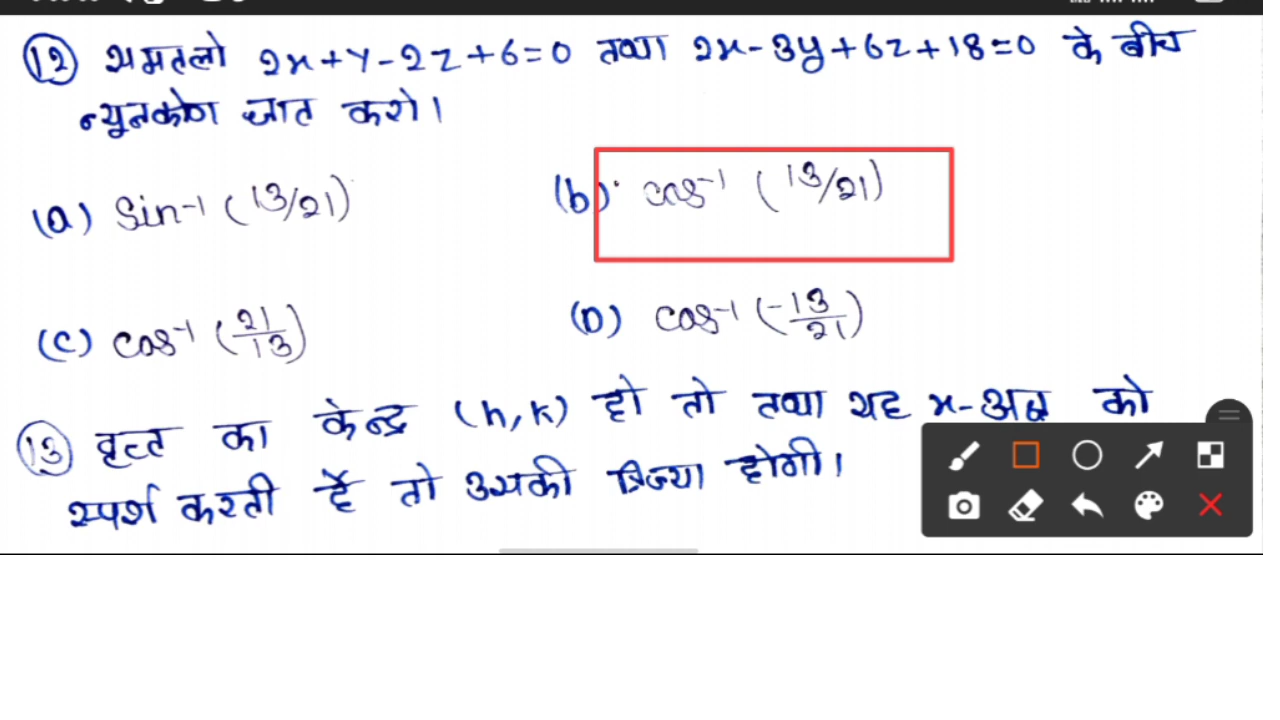 (12) समतलो 2x+y-2z+6=0 तथा 2x-3y+6z+18=0 के बीच
न्यूनकोण ज्ञात करो।
(a) Sin-1 (13/21)
(b) cos-1 (13/21)
(c) cos-1 (21/13)
(D) cos-1 (-13/21)
(13) वृत्त का केन्द्र (h,k) हो तो तथा यह x-अक्ष को
स्पर्श करती है तो उसकी त्रिज्या होगी।